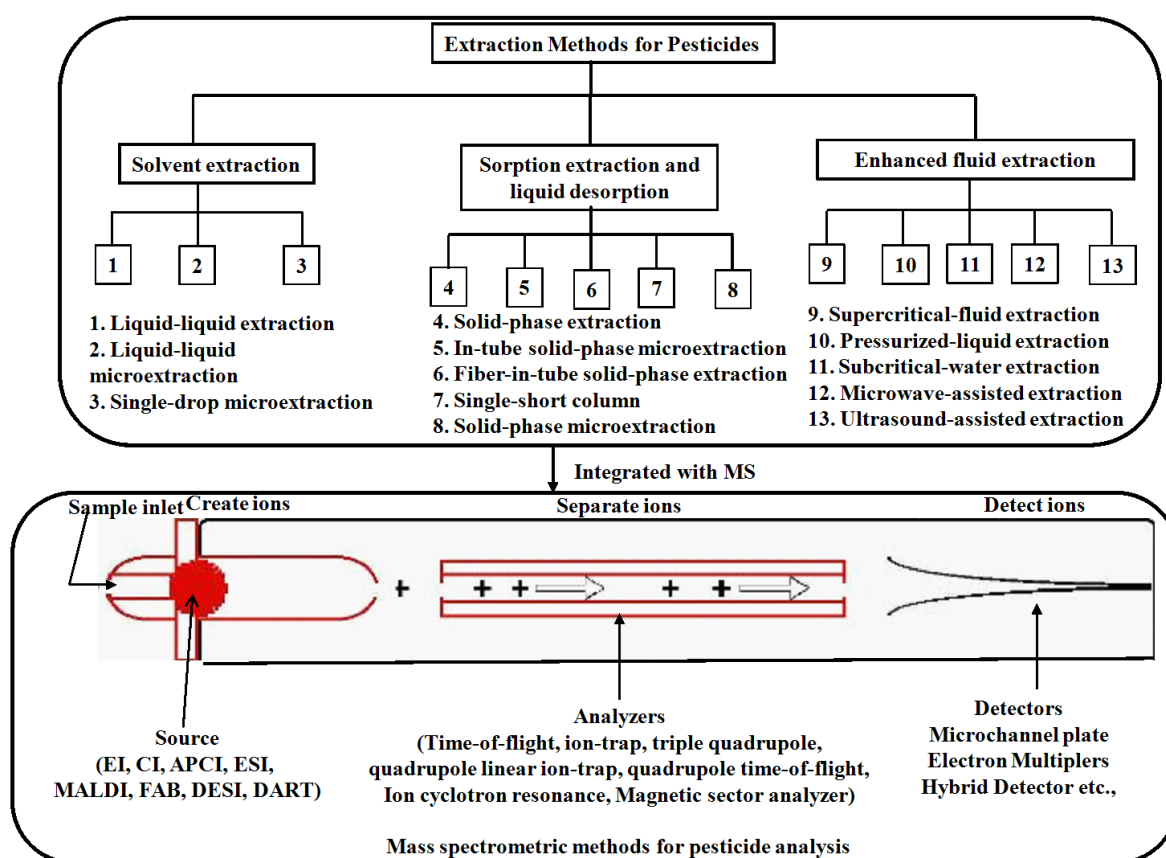 Extraction Methods for Pesticides
Solvent extraction
Sorption extraction and
liquid desorption
Enhanced fluid extraction
1
2
3
4
5
6
7
8
9
10
11
12
13
1. Liquid-liquid extraction
2. Liquid-liquid
microextraction
3. Single-drop microextraction
4. Solid-phase extraction
5. In-tube solid-phase microextraction
6. Fiber-in-tube solid-phase extraction
7. Single-short column
8. Solid-phase microextraction
9. Supercritical-fluid extraction
10. Pressurized-liquid extraction
11. Subcritical-water extraction
12. Microwave-assisted extraction
13. Ultrasound-assisted extraction
Integrated with MS
Sample inlet
Create ions
Separate ions
Detect ions
+
+ +
+ +
Source
(EI, CI, APCI, ESI,
MALDI, FAB, DESI, DART)
Analyzers
(Time-of-flight, ion-trap, triple quadrupole,
quadrupole linear ion-trap, quadrupole time-of-flight,
Ion cyclotron resonance, Magnetic sector analyzer)
Detectors
Microchannel plate
Electron Multiplers
Hybrid Detector etc.,
Mass spectrometric methods for pesticide analysis